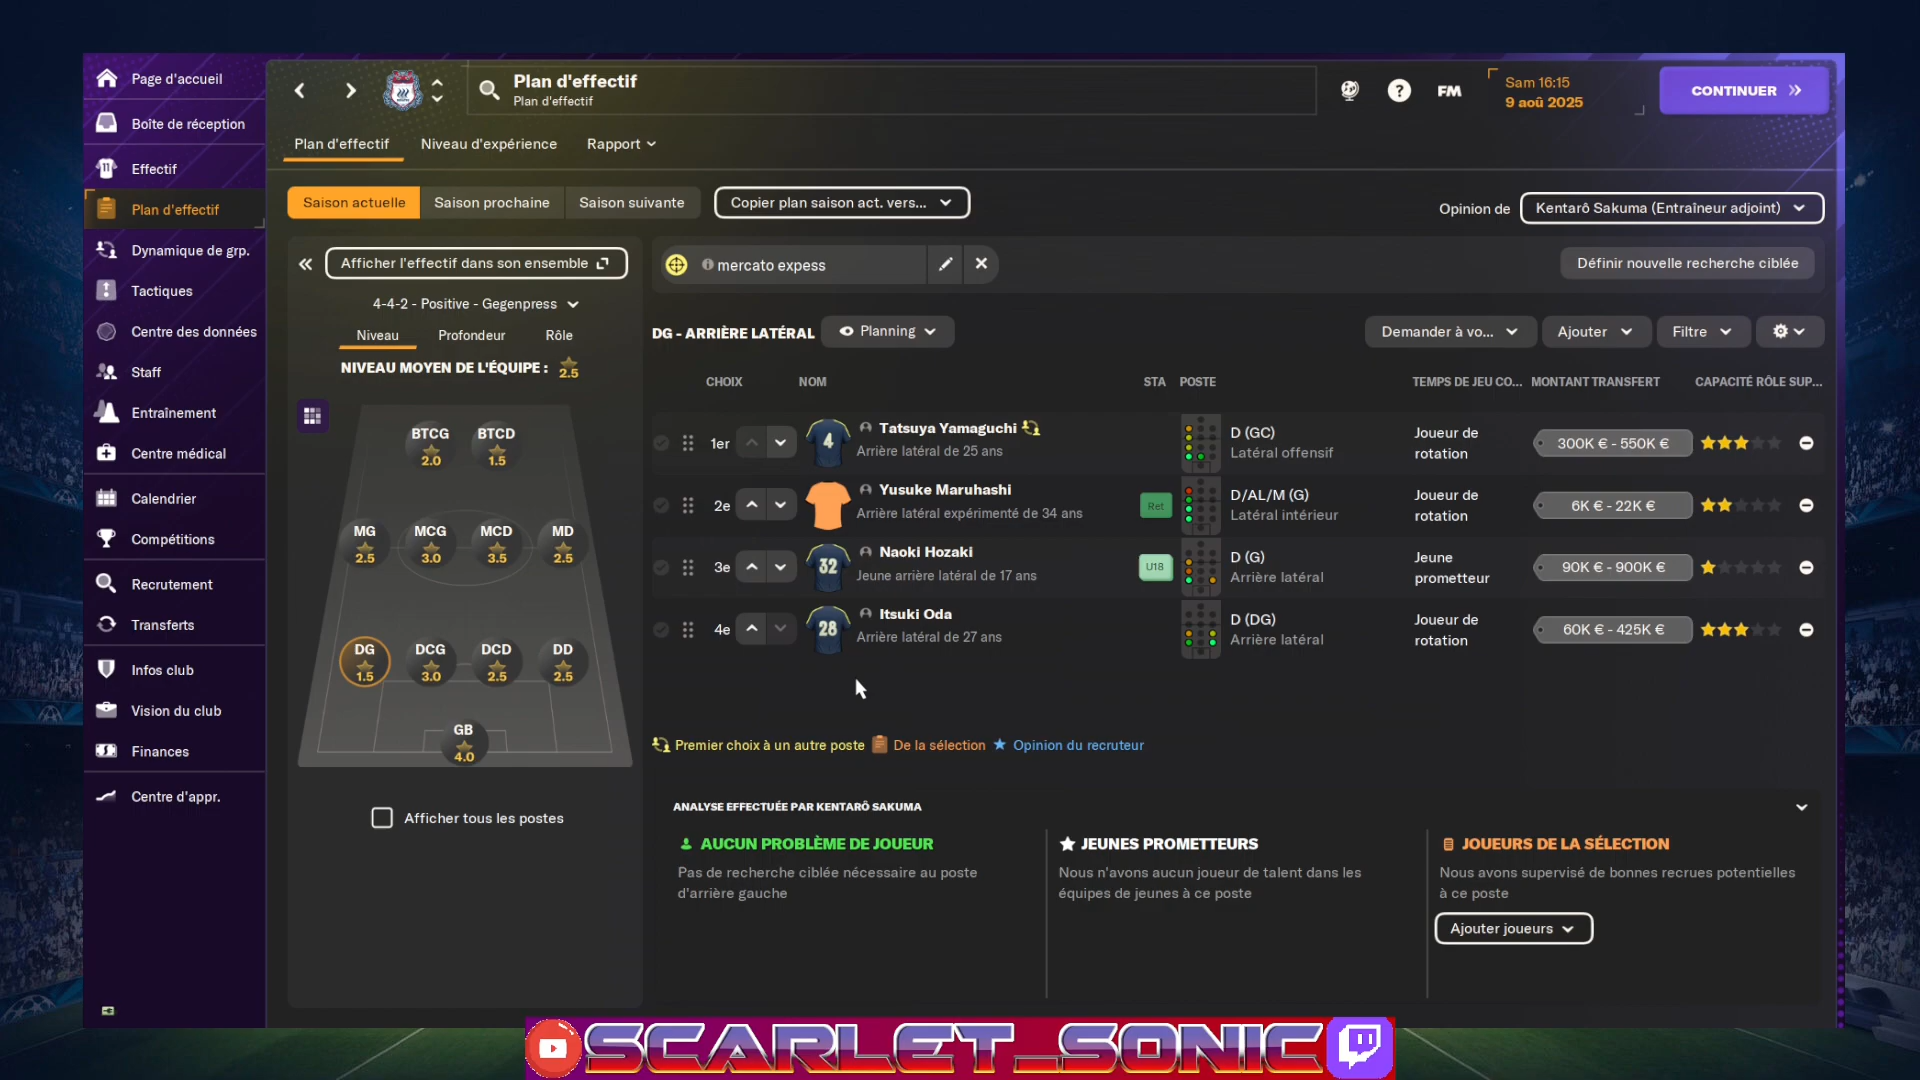 Page d'accueil
Boîte de réception
Effectif
Plan d'effectif
Dynamique de grp.
Tactiques
Centre des données
Staff
Entraînement
Centre médical
Calendrier
Compétitions
Recrutement
Transferts
Infos club
Vision du club
Finances
Centre d'appr.
Plan d'effectif
Plan d'effectif
?
FM
Sam 16:15
9 aoû 2025
CONTINUER
Plan d'effectif
Niveau d'expérience
Rapport
Saison actuelle
Saison prochaine
Saison suivante
Copier plan saison act. vers...
Opinion de
Kentarô Sakuma (Entraîneur adjoint)
Afficher l'effectif dans son ensemble
4-4-2 - Positive - Gegenpress
Niveau
Profondeur
Rôle
NIVEAU MOYEN DE L'ÉQUIPE : 2.5
BTCG 2.0
BTCD 1.5
MG 2.5
MCG 3.0
MCD 3.5
MD 2.5
DG 1.5
DCG 3.0
DCD 2.5
DD 2.5
GB 4.0
Afficher tous les postes
mercato expess
Définir nouvelle recherche ciblée
DG - ARRIÈRE LATÉRAL
Planning
Demander à vo...
Ajouter
Filtre
CHOIX NOM STA POSTE TEMPS DE JEU CO... MONTANT TRANSFERT CAPACITÉ RÔLE SUP...
1er 4 Tatsuya Yamaguchi D (GC) Joueur de rotation 300K € - 550K €
Arrière latéral de 25 ans Latéral offensif
2e Yusuke Maruhashi Ret D/AL/M (G) Joueur de rotation 6K € - 22K €
Arrière latéral expérimenté de 34 ans Latéral intérieur
3e 32 Naoki Hozaki U18 D (G) Jeune prometteur 90K € - 900K €
Jeune arrière latéral de 17 ans Arrière latéral
4e 28 Itsuki Oda D (DG) Joueur de rotation 60K € - 425K €
Arrière latéral de 27 ans Arrière latéral
Premier choix à un autre poste De la sélection Opinion du recruteur
ANALYSE EFFECTUÉE PAR KENTARÔ SAKUMA
AUCUN PROBLÈME DE JOUEUR
Pas de recherche ciblée nécessaire au poste
d'arrière gauche
JEUNES PROMETTEURS
Nous n'avons aucun joueur de talent dans les
équipes de jeunes à ce poste
JOUEURS DE LA SÉLECTION
Nous avons supervisé de bonnes recrues potentielles
à ce poste
Ajouter joueurs
SCARLET_SONIC